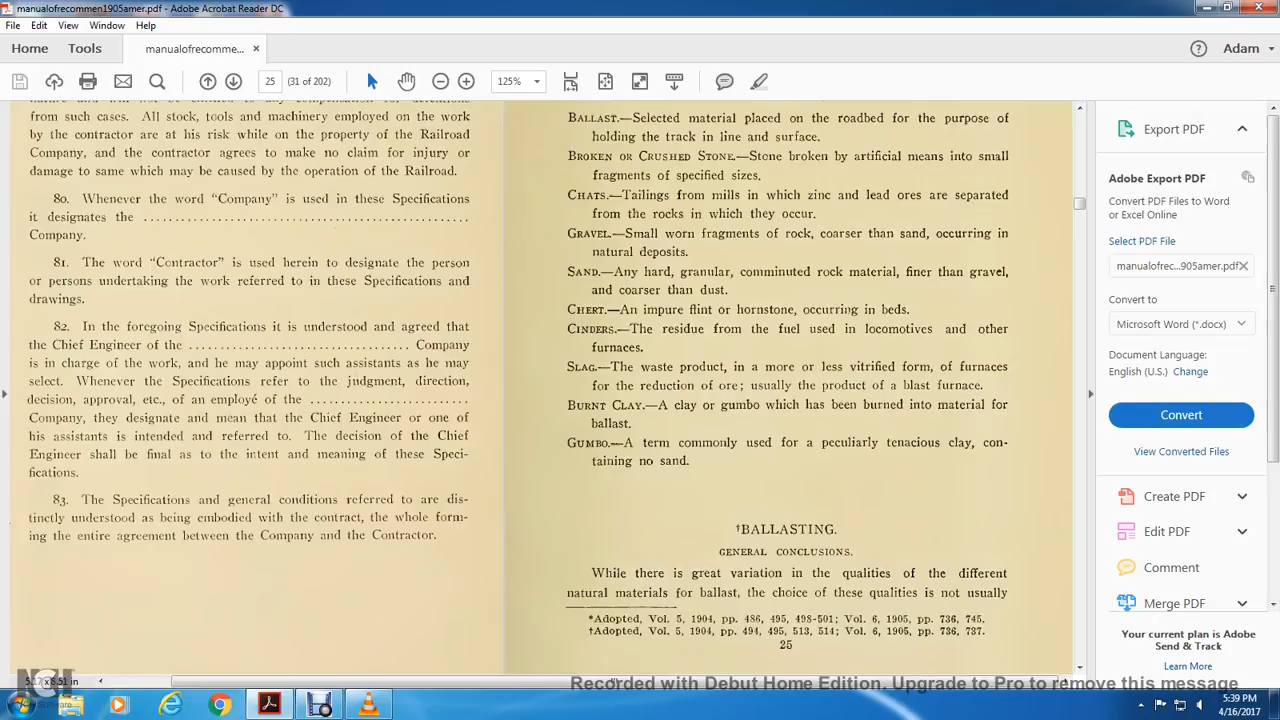 manualofrecommen1905amer.pdf - Adobe Acrobat Reader DC
File Edit View Window Help
Home Tools manualofrecomme... × Adam
25 (31 of 202) 125%
from such cases. All stock, tools and machinery employed on the work
by the contractor are at his risk while on the property of the Railroad
Company, and the contractor agrees to make no claim for injury or
damage to same which may be caused by the operation of the Railroad.
80. Whenever the word "Company" is used in these Specifications
it designates the ................................................
Company.
81. The word "Contractor" is used herein to designate the person
or persons undertaking the work referred to in these Specifications and
drawings.
82. In the foregoing Specifications it is understood and agreed that
the Chief Engineer of the .................................. Company
is in charge of the work, and he may appoint such assistants as he may
select. Whenever the Specifications refer to the judgment, direction,
decision, approval, etc., of an employé of the ........................
Company, they designate and mean that the Chief Engineer or one of
his assistants is intended and referred to. The decision of the Chief
Engineer shall be final as to the intent and meaning of these Speci-
fications.
83. The Specifications and general conditions referred to are dis-
tinctly understood as being embodied with the contract, the whole form-
ing the entire agreement between the Company and the Contractor.
BALLAST.—Selected material placed on the roadbed for the purpose of
holding the track in line and surface.
BROKEN OR CRUSHED STONE.—Stone broken by artificial means into small
fragments of specified sizes.
CHATS.—Tailings from mills in which zinc and lead ores are separated
from the rocks in which they occur.
GRAVEL.—Small worn fragments of rock, coarser than sand, occurring in
natural deposits.
SAND.—Any hard, granular, comminuted rock material, finer than gravel,
and coarser than dust.
CHERT.—An impure flint or hornstone, occurring in beds.
CINDERS.—The residue from the fuel used in locomotives and other
furnaces.
SLAG.—The waste product, in a more or less vitrified form, of furnaces
for the reduction of ore; usually the product of a blast furnace.
BURNT CLAY.—A clay or gumbo which has been burned into material for
ballast.
GUMBO.—A term commonly used for a peculiarly tenacious clay, con-
taining no sand.
†BALLASTING.
GENERAL CONCLUSIONS.
While there is great variation in the qualities of the different
natural materials for ballast, the choice of these qualities is not usually
*Adopted, Vol. 5, 1904, pp. 486, 495, 498-501; Vol. 6, 1905, pp. 736, 745.
†Adopted, Vol. 5, 1904, pp. 494, 495, 513, 514; Vol. 6, 1905, pp. 736, 737.
25
Export PDF
Adobe Export PDF
Convert PDF Files to Word
or Excel Online
Select PDF File
manualofrec...905amer.pdf
Convert to
Microsoft Word (*.docx)
Document Language:
English (U.S.) Change
Convert
View Converted Files
Create PDF
Edit PDF
Comment
Merge PDF
Your current plan is Adobe
Send & Track
Learn More
Recorded with Debut Home Edition. Upgrade to Pro to remove this message
5:39 PM
4/16/2017